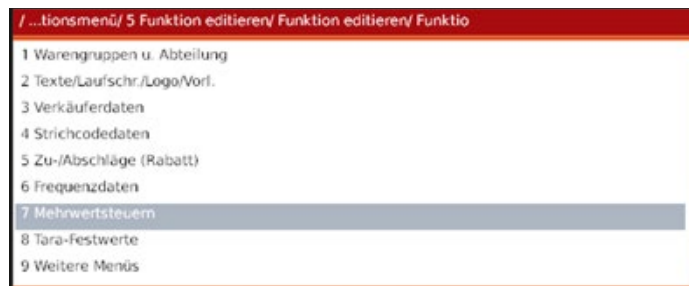 / ...tionsmenü/ 5 Funktion editieren/ Funktion editieren/ Funktio
1 Warengruppen u. Abteilung
2 Texte/Laufschr./Logo/Vorl.
3 Verkäuferdaten
4 Strichcodedaten
5 Zu-/Abschläge (Rabatt)
6 Frequenzdaten
7 Mehrwertsteuern
8 Tara-Festwerte
9 Weitere Menüs